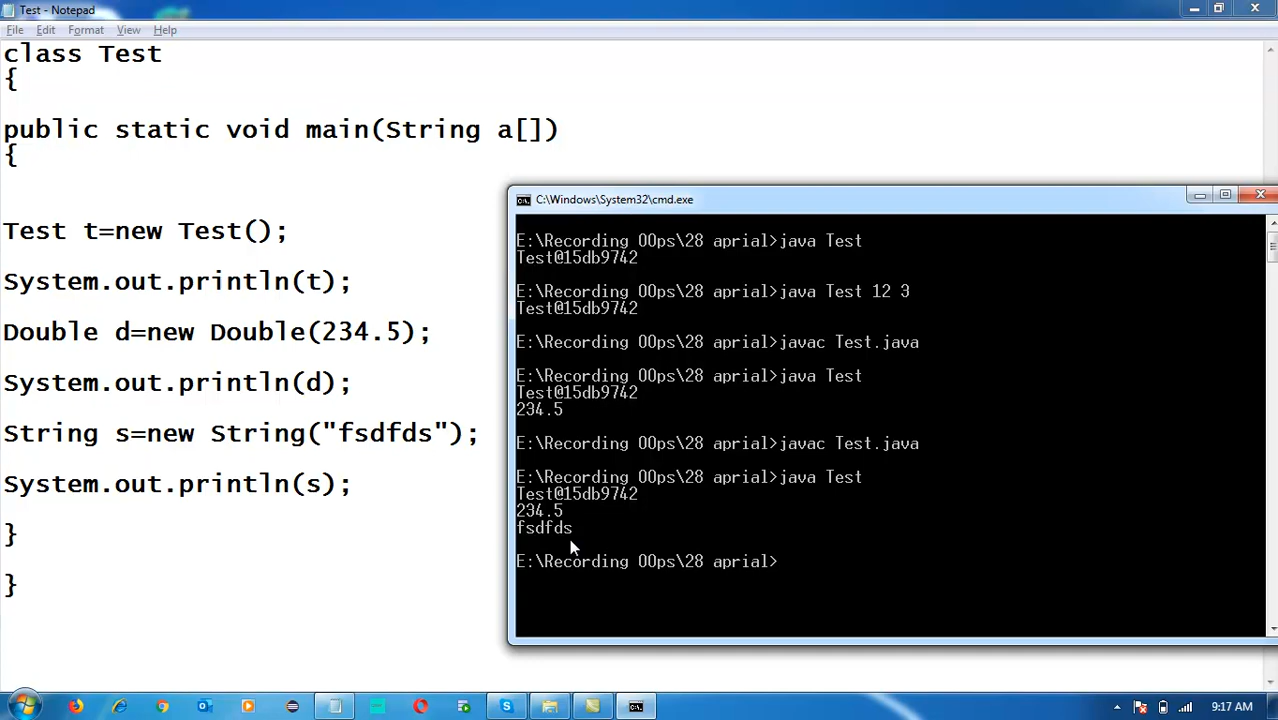 Test - Notepad
File Edit Format View Help
class Test
{
public static void main(String a[])
{
Test t=new Test();
System.out.println(t);
Double d=new Double(234.5);
System.out.println(d);
String s=new String("fsdfds");
System.out.println(s);
}
}
C:\Windows\System32\cmd.exe
E:\Recording OOps\28 aprial>java Test
Test@15db9742
E:\Recording OOps\28 aprial>java Test 12 3
Test@15db9742
E:\Recording OOps\28 aprial>javac Test.java
E:\Recording OOps\28 aprial>java Test
Test@15db9742
234.5
E:\Recording OOps\28 aprial>javac Test.java
E:\Recording OOps\28 aprial>java Test
Test@15db9742
234.5
fsdfds
E:\Recording OOps\28 aprial>
9:17 AM